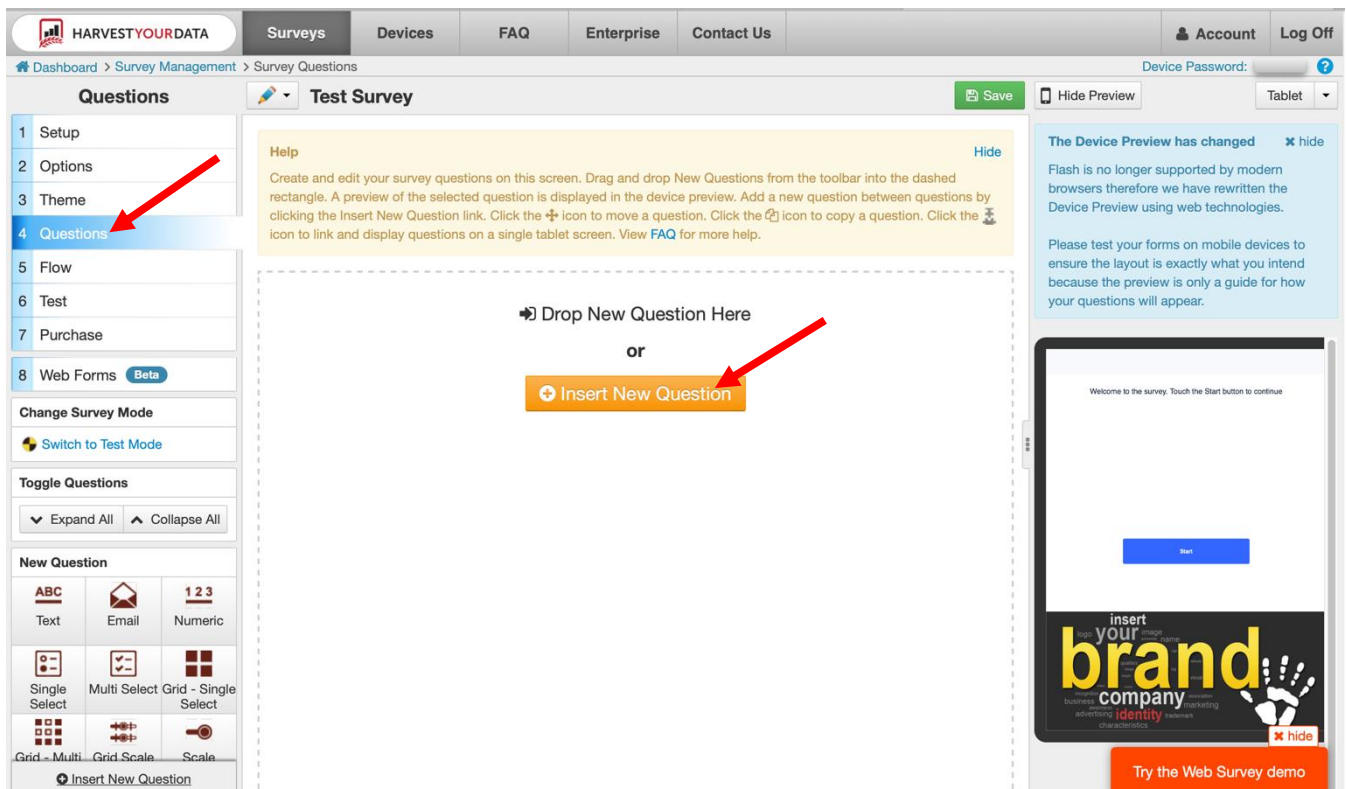 HARVESTYOURDATA
Surveys
Devices
FAQ
Enterprise
Contact Us
Account
Log Off
Dashboard > Survey Management > Survey Questions
Device Password:
Questions
Test Survey
Save
Hide Preview
Tablet
1 Setup
2 Options
3 Theme
4 Questions
5 Flow
6 Test
7 Purchase
8 Web Forms Beta
Change Survey Mode
Switch to Test Mode
Toggle Questions
Expand All
Collapse All
New Question
ABC
Text
Email
1 2 3
Numeric
Single
Select
Multi Select
Grid - Single
Select
Grid - Multi
Grid Scale
Scale
Insert New Question
Help
Hide
Create and edit your survey questions on this screen. Drag and drop New Questions from the toolbar into the dashed
rectangle. A preview of the selected question is displayed in the device preview. Add a new question between questions by
clicking the Insert New Question link. Click the icon to move a question. Click the icon to copy a question. Click the
icon to link and display questions on a single tablet screen. View FAQ for more help.
Drop New Question Here
or
Insert New Question
The Device Preview has changed
hide
Flash is no longer supported by modern
browsers therefore we have rewritten the
Device Preview using web technologies.
Please test your forms on mobile devices to
ensure the layout is exactly what you intend
because the preview is only a guide for how
your questions will appear.
Welcome to the survey. Touch the Start button to continue
Start
insert
logo your image
name
brand
business company marketing
advertising identity trademark
characteristics
hide
Try the Web Survey demo